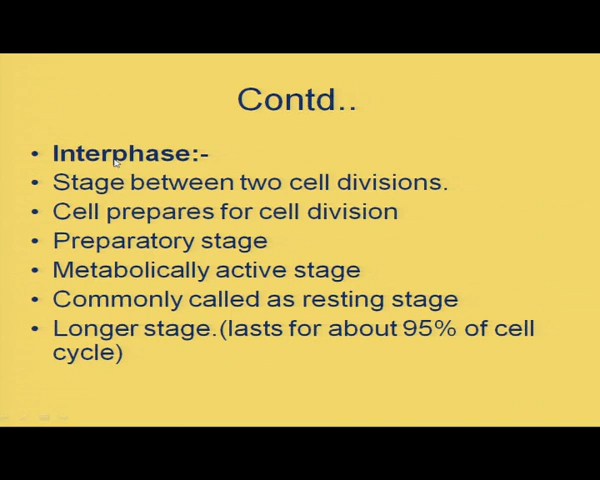 Contd..
• Interphase:-
• Stage between two cell divisions.
• Cell prepares for cell division
• Preparatory stage
• Metabolically active stage
• Commonly called as resting stage
• Longer stage.(lasts for about 95% of cell
cycle)